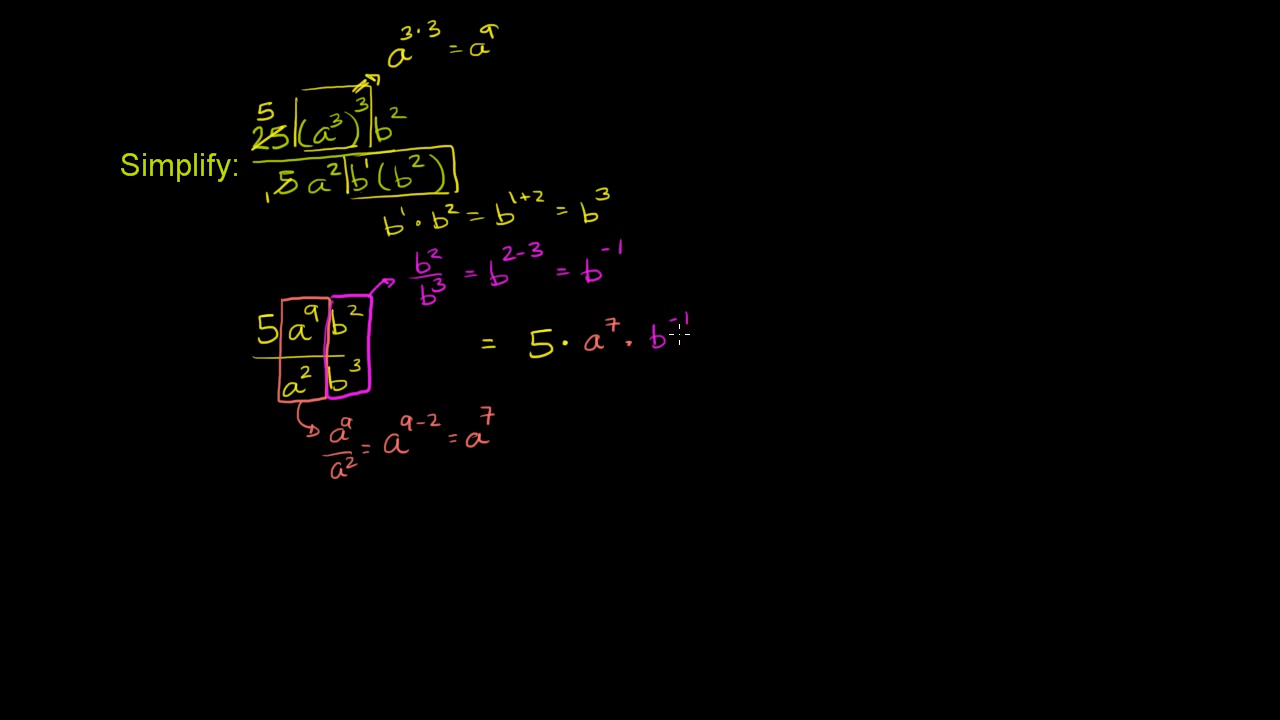 a^{3·3} = a^9
5
25 (a^3)^3 b^2
Simplify:
1 5 a^2 b^1 (b^2)
b^1 · b^2 = b^{1+2} = b^3
b^2/b^3 = b^{2-3} = b^{-1}
5 a^9 b^2
= 5 · a^7 · b^{-1}
a^2 b^3
a^9/a^2 = a^{9-2} = a^7